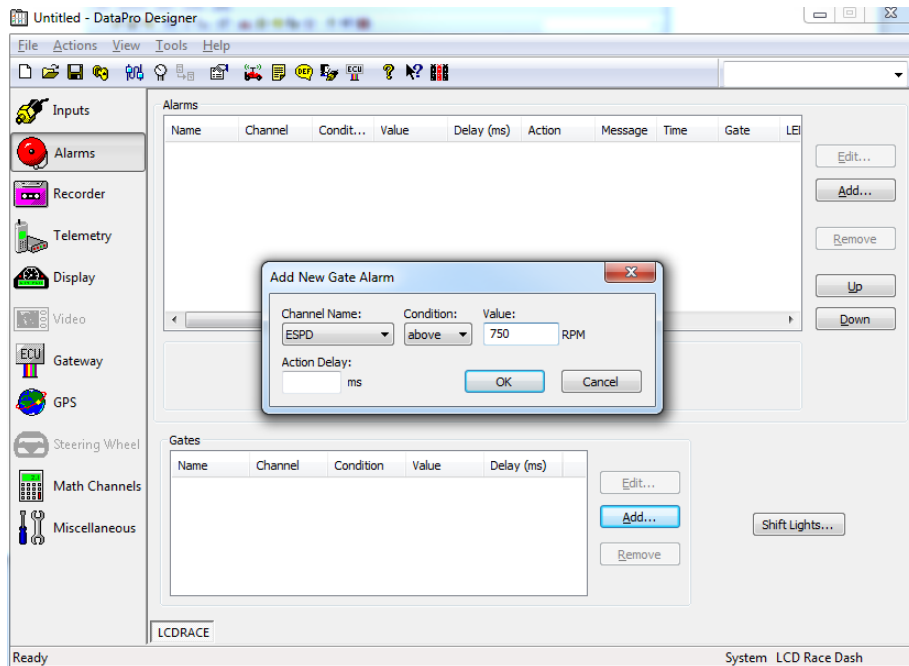 Untitled - DataPro Designer
File Actions View Tools Help
Inputs
Alarms
Recorder
Telemetry
Display
Video
ECU
Gateway
GPS
Steering Wheel
Math Channels
Miscellaneous
Alarms
Name Channel Condit... Value Delay (ms) Action Message Time Gate LEI
Edit...
Add...
Remove
Up
Down
Add New Gate Alarm
Channel Name: Condition: Value:
ESPD above 750 RPM
Action Delay:
ms OK Cancel
Gates
Name Channel Condition Value Delay (ms)
Edit...
Add...
Remove
Shift Lights...
LCDRACE
Ready System LCD Race Dash